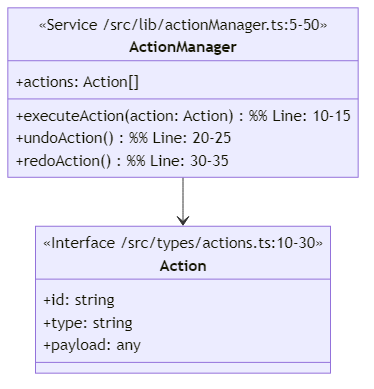 «Service /src/lib/actionManager.ts:5-50»
ActionManager
+actions: Action[]
+executeAction(action: Action) : %% Line: 10-15
+undoAction() : %% Line: 20-25
+redoAction() : %% Line: 30-35
«Interface /src/types/actions.ts:10-30»
Action
+id: string
+type: string
+payload: any